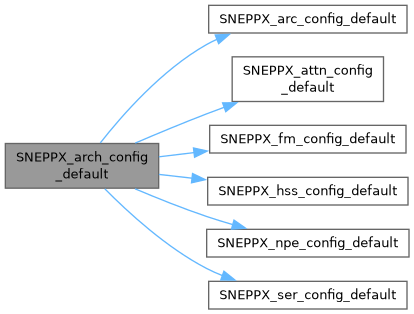 SNEPPX_arch_config
_default
SNEPPX_arc_config_default
SNEPPX_attn_config
_default
SNEPPX_fm_config_default
SNEPPX_hss_config_default
SNEPPX_npe_config_default
SNEPPX_ser_config_default